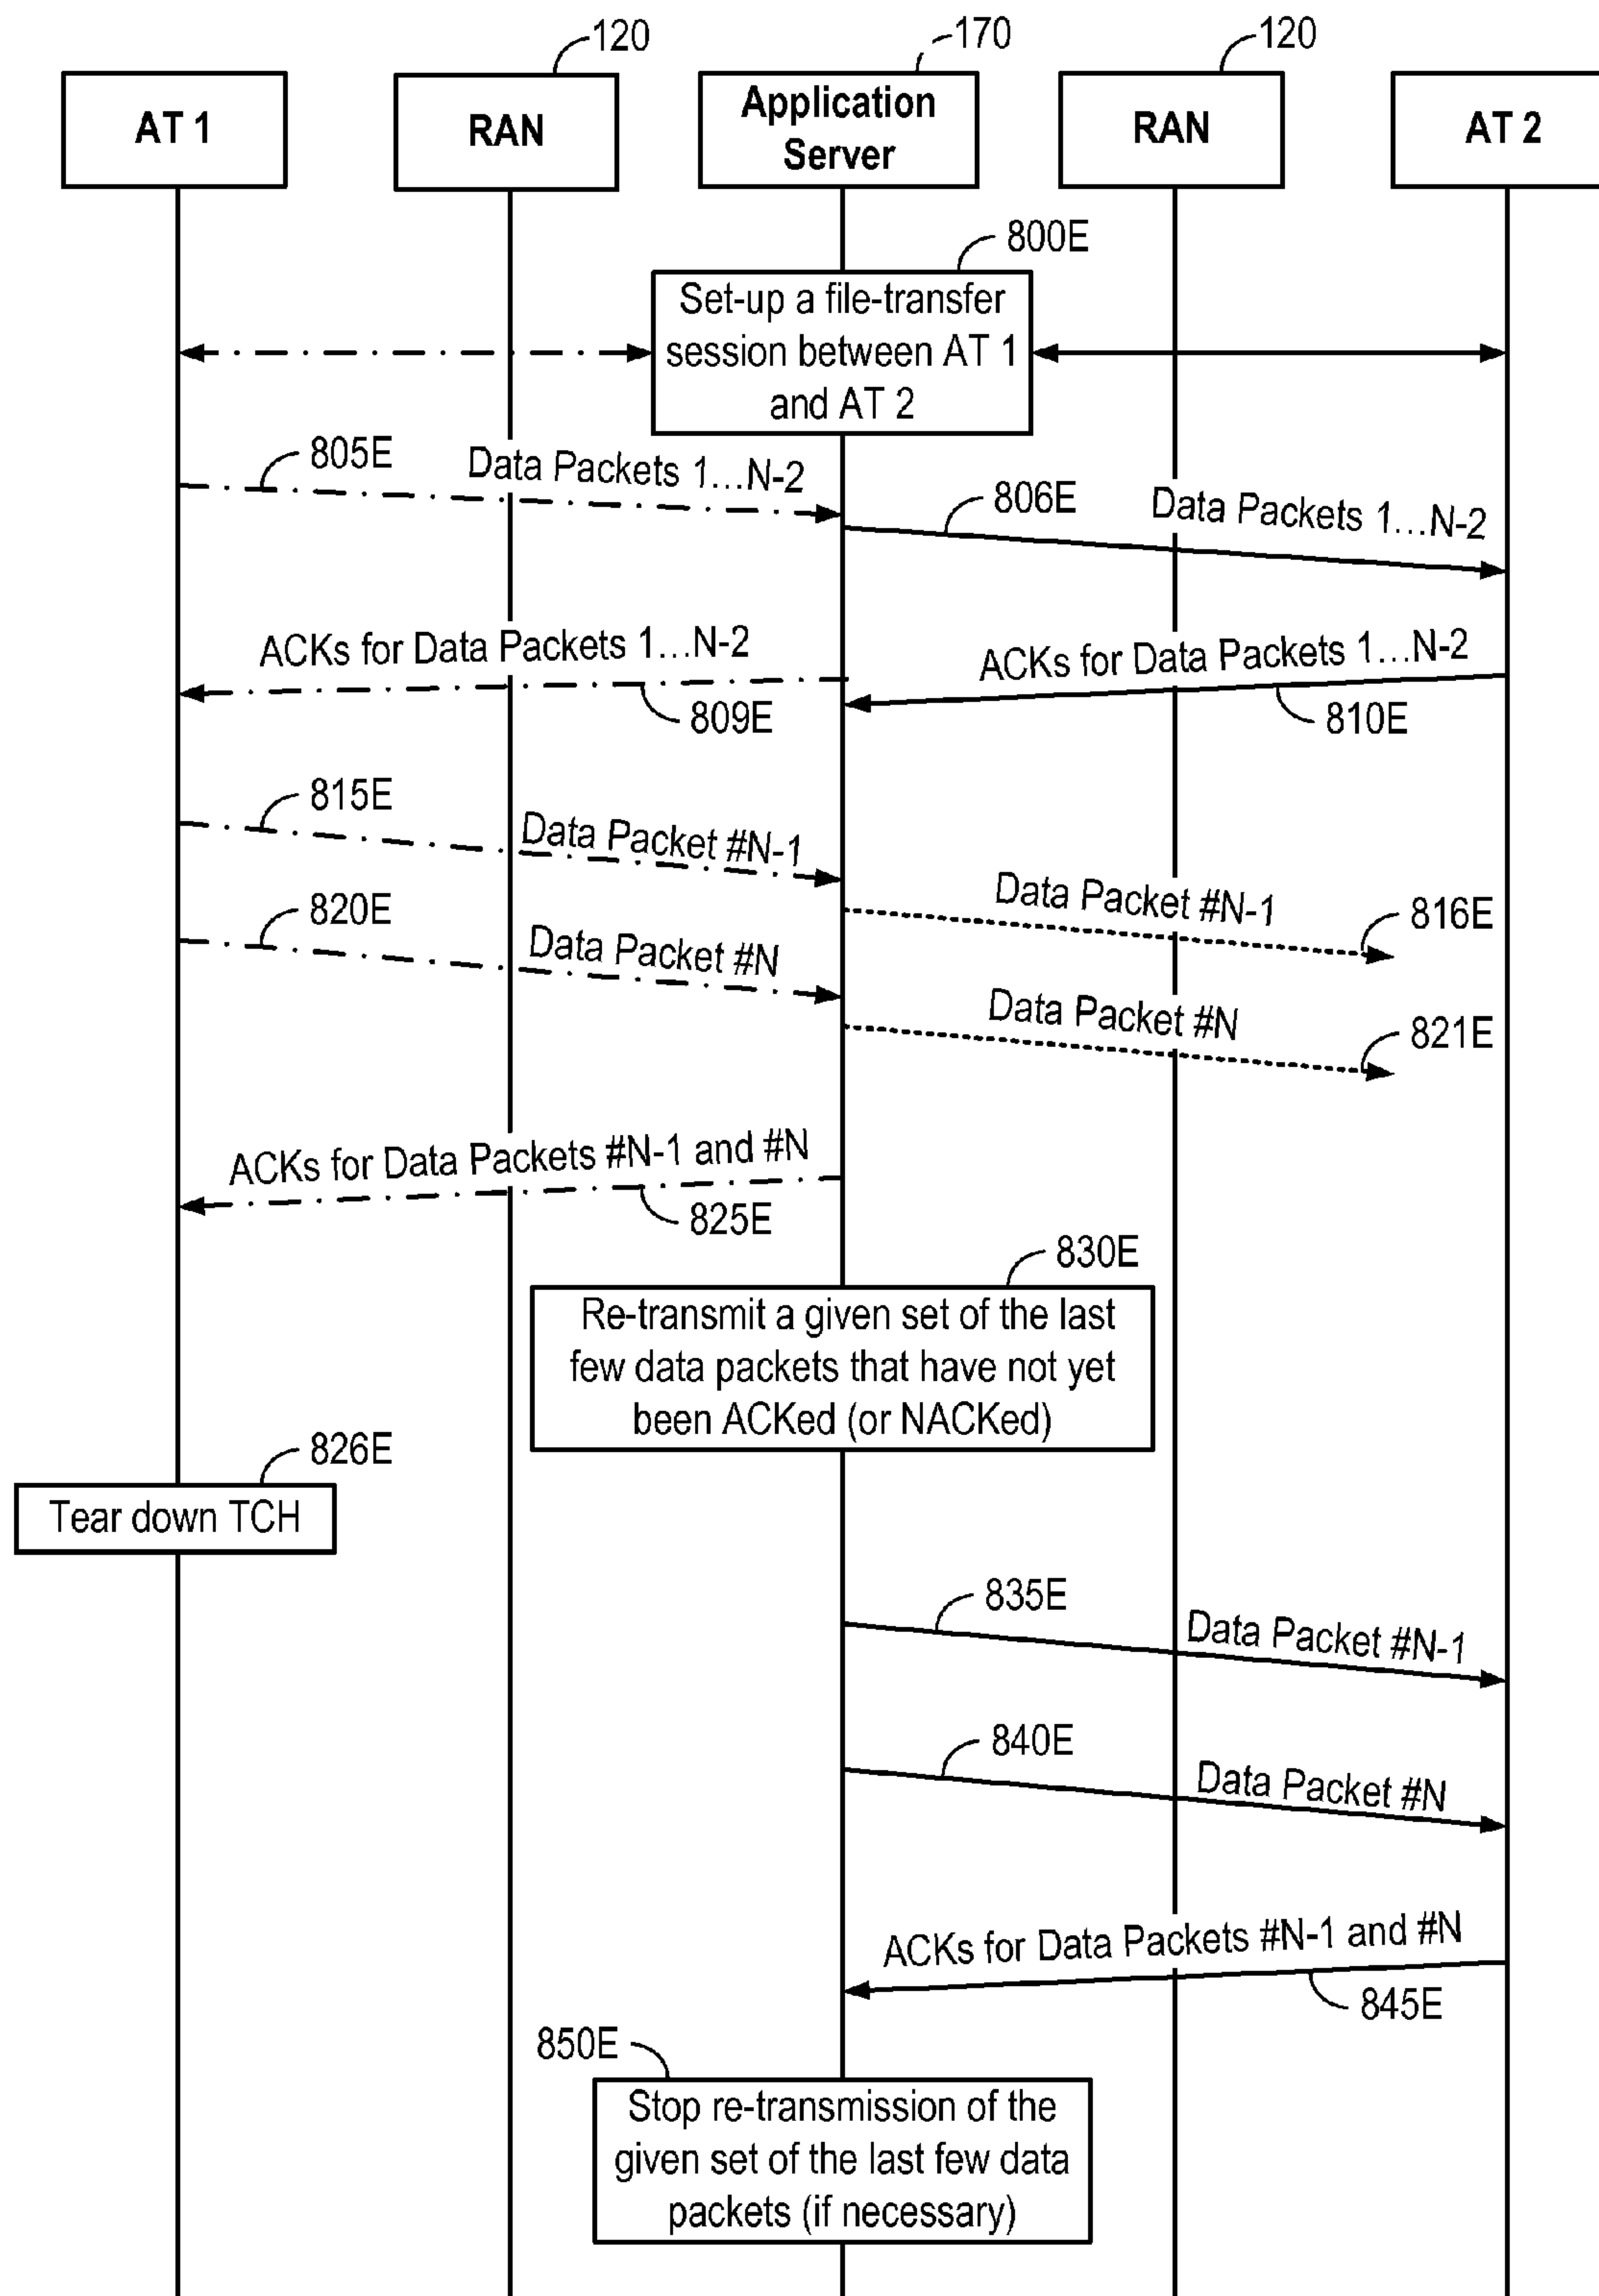 120
170
120
AT 1
RAN
Application
Server
RAN
AT 2
800E
Set-up a file-transfer
session between AT 1
and AT 2
805E
Data Packets 1...N-2
806E
Data Packets 1...N-2
ACKs for Data Packets 1...N-2
ACKs for Data Packets 1...N-2
809E
810E
815E
Data Packet #N-1
Data Packet #N-1
816E
820E
Data Packet #N
Data Packet #N
821E
ACKs for Data Packets #N-1 and #N
825E
830E
Re-transmit a given set of the last
few data packets that have not yet
been ACKed (or NACKed)
826E
Tear down TCH
835E
Data Packet #N-1
840E
Data Packet #N
ACKs for Data Packets #N-1 and #N
845E
850E
Stop re-transmission of the
given set of the last few data
packets (if necessary)